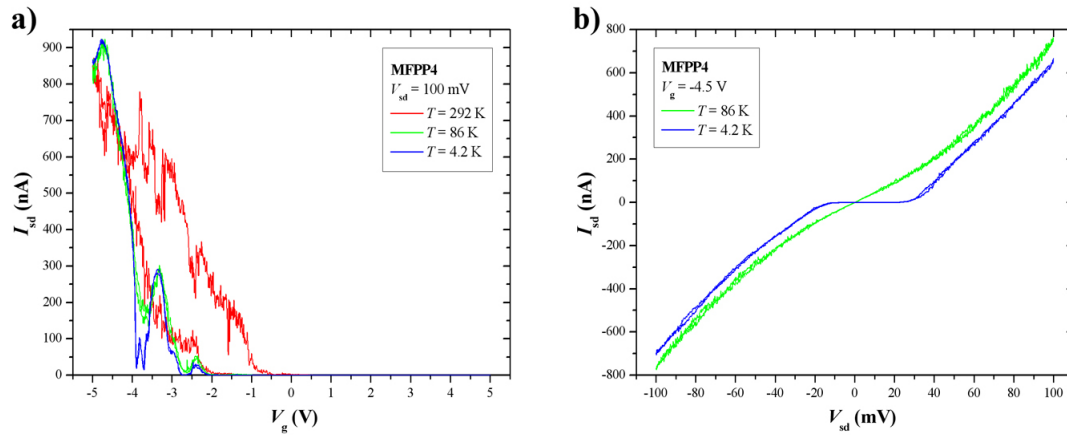 a)
900
800
700
600
500
400
300
200
100
0
I_sd (nA)
-5 -4 -3 -2 -1 0 1 2 3 4 5
V_g (V)
MFPP4
V_sd = 100 mV
T = 292 K
T = 86 K
T = 4.2 K
b)
800
600
400
200
0
-200
-400
-600
-800
I_sd (nA)
-100 -80 -60 -40 -20 0 20 40 60 80 100
V_sd (mV)
MFPP4
V_g = -4.5 V
T = 86 K
T = 4.2 K